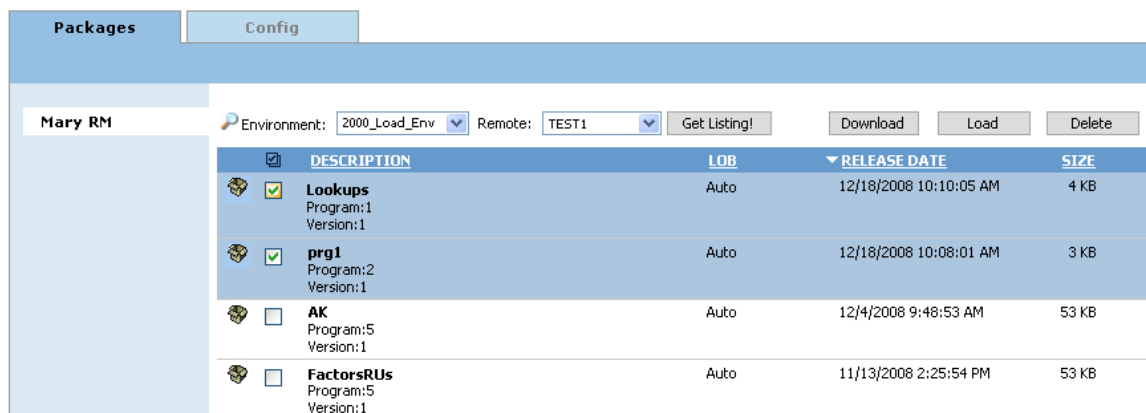 Packages Config
Mary RM
Environment: 2000_Load_Env Remote: TEST1 Get Listing! Download Load Delete
DESCRIPTION LOB RELEASE DATE SIZE
Lookups Auto 12/18/2008 10:10:05 AM 4 KB
Program:1
Version:1
prg1 Auto 12/18/2008 10:08:01 AM 3 KB
Program:2
Version:1
AK Auto 12/4/2008 9:48:53 AM 53 KB
Program:5
Version:1
FactorsRUs Auto 11/13/2008 2:25:54 PM 53 KB
Program:5
Version:1